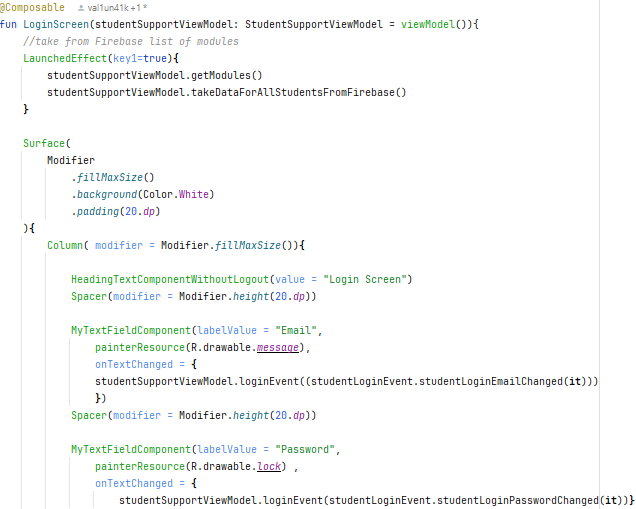 @Composable val1un41k +1 *
fun LoginScreen(studentSupportViewModel: StudentSupportViewModel = viewModel()){
    //take from Firebase list of modules
    LaunchedEffect(key1=true){
        studentSupportViewModel.getModules()
        studentSupportViewModel.takeDataForAllStudentsFromFirebase()
    }
    Surface(
        Modifier
            .fillMaxSize()
            .background(Color.White)
            .padding(20.dp)
    ){
        Column( modifier = Modifier.fillMaxSize()){
            HeadingTextComponentWithoutLogout(value = "Login Screen")
            Spacer(modifier = Modifier.height(20.dp))
            MyTextFieldComponent(labelValue = "Email",
                painterResource(R.drawable.message),
                onTextChanged = {
                studentSupportViewModel.loginEvent((studentLoginEvent.studentLoginEmailChanged(it)))
                })
            Spacer(modifier = Modifier.height(20.dp))
            MyTextFieldComponent(labelValue = "Password",
                painterResource(R.drawable.lock) ,
                onTextChanged = {
                    studentSupportViewModel.loginEvent(studentLoginEvent.studentLoginPasswordChanged(it))}